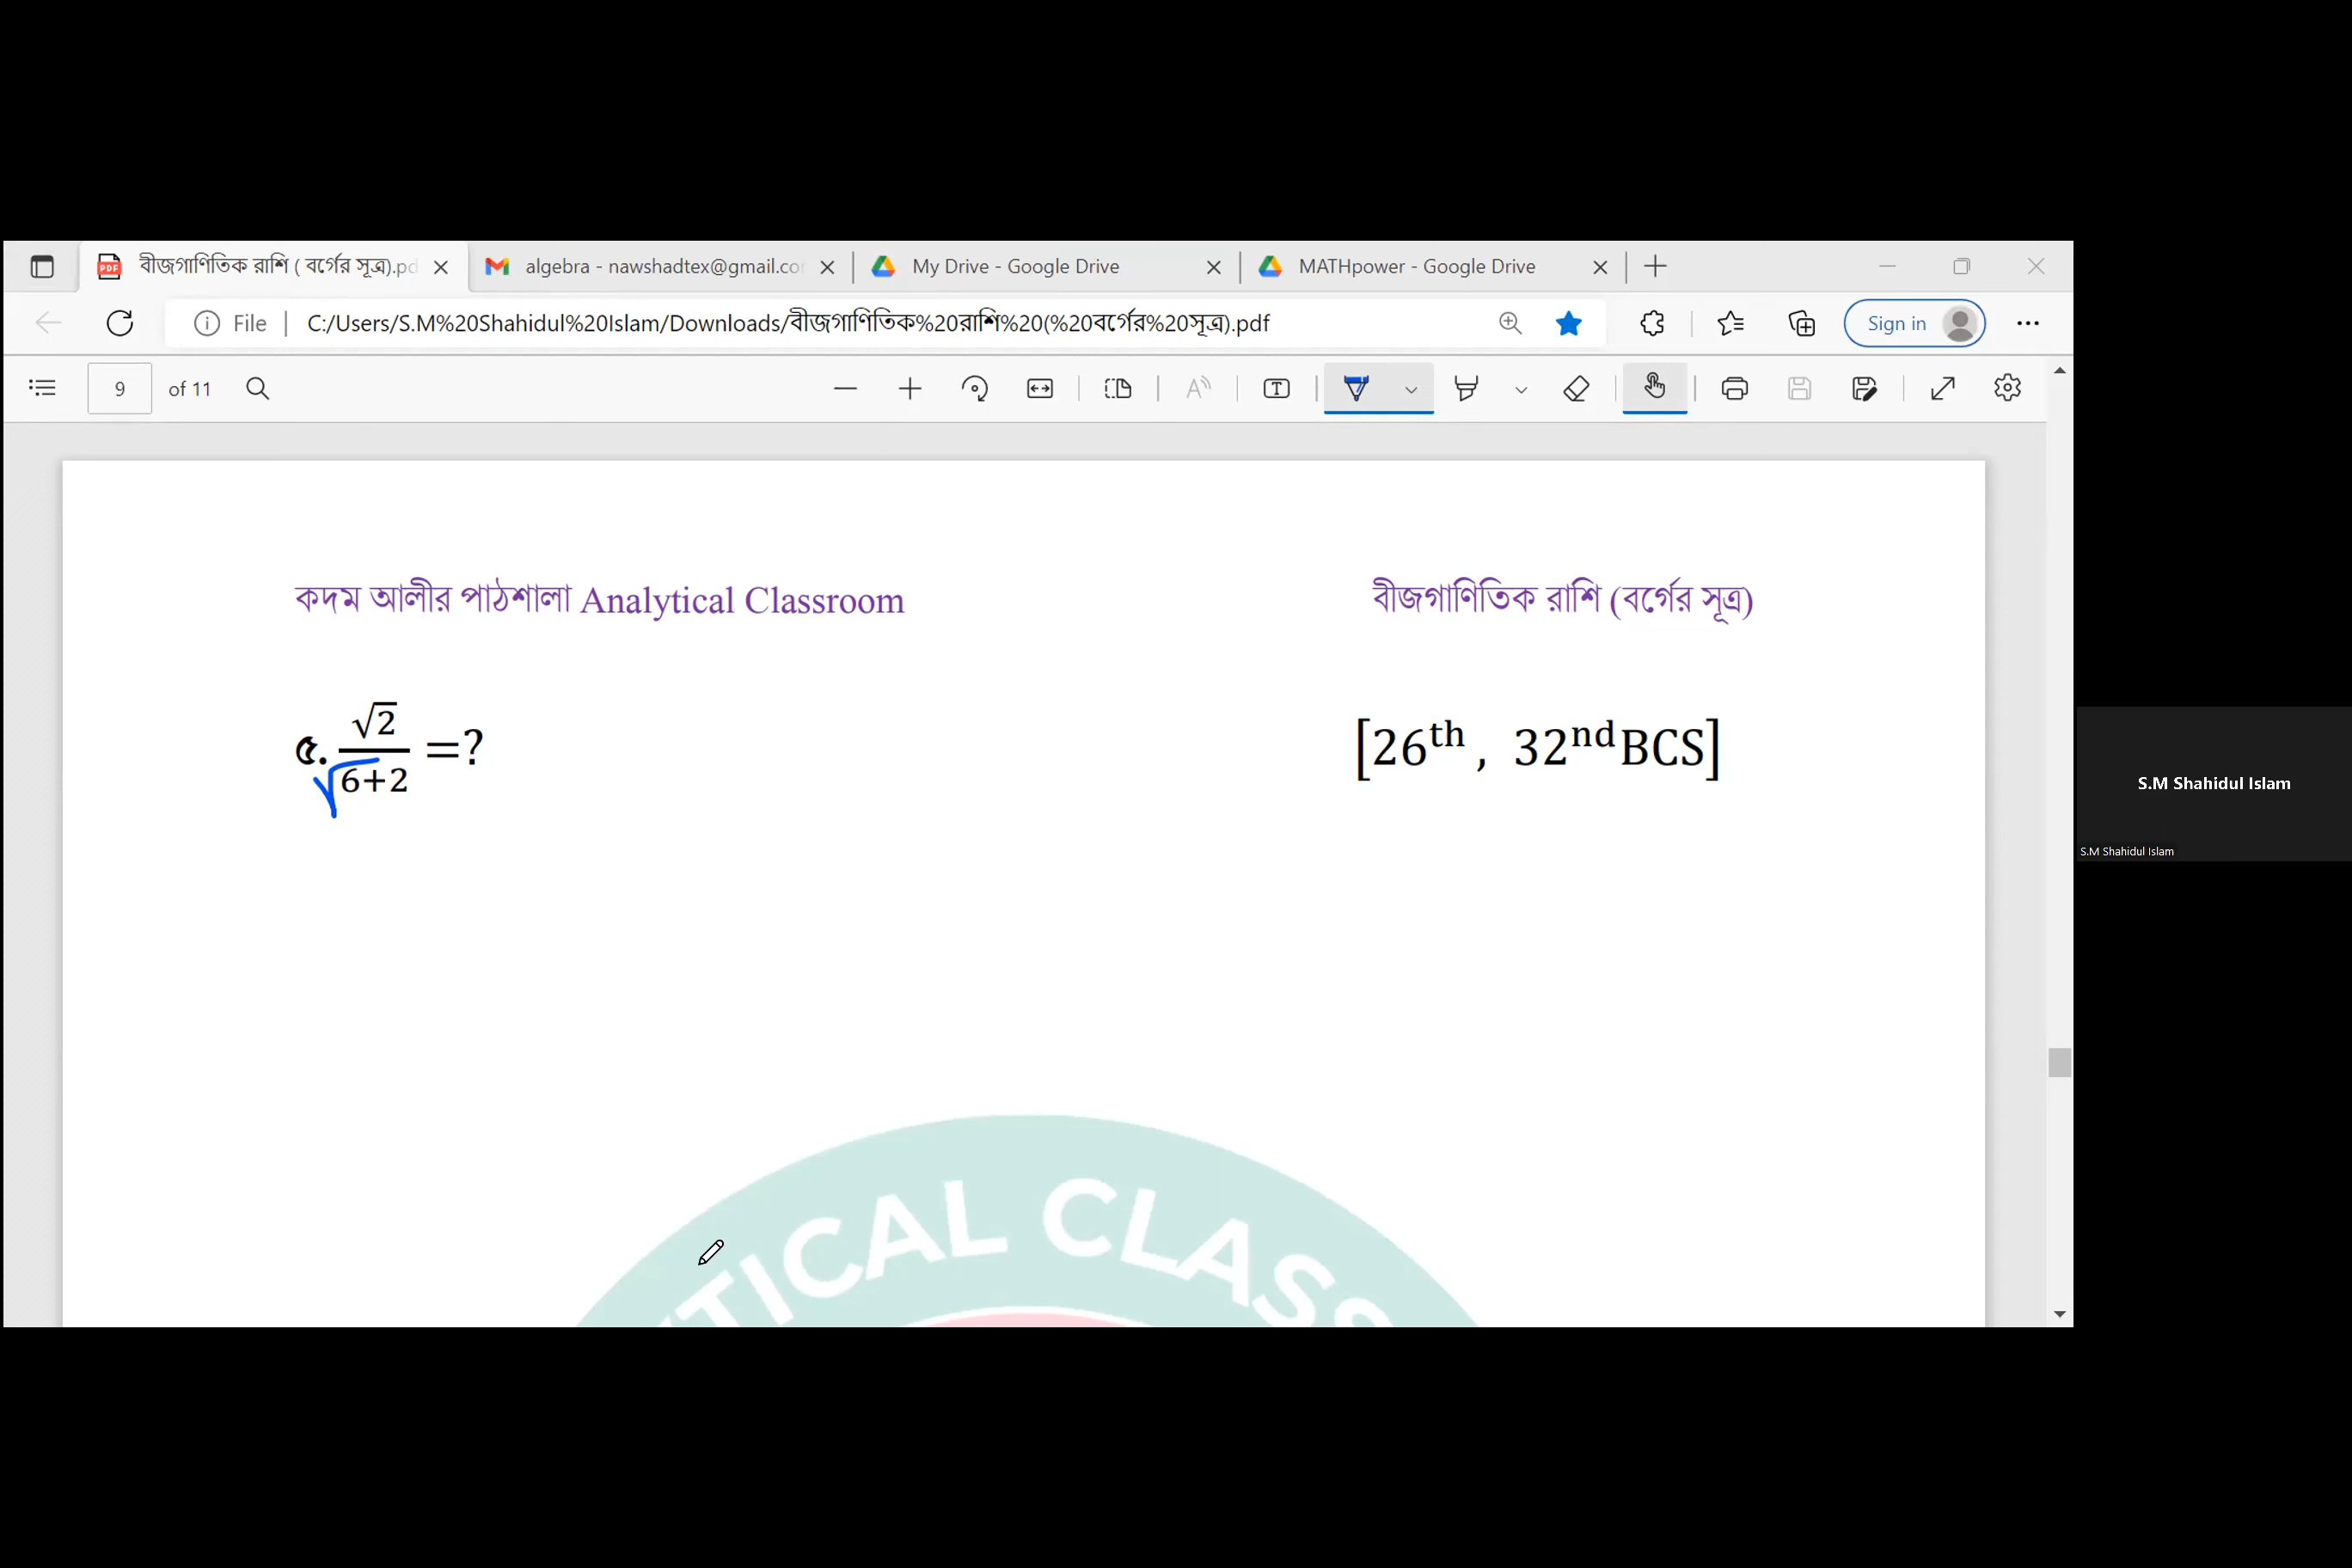 বীজগাণিতিক রাশি ( বর্গের সূত্র).pd
algebra - nawshadtex@gmail.co
My Drive - Google Drive
MATHpower - Google Drive
File
C:/Users/S.M%20Shahidul%20Islam/Downloads/বীজগাণিতিক%20রাশি%20(%20বর্গের%20সূত্র).pdf
Sign in
9 of 11
কদম আলীর পাঠশালা Analytical Classroom
বীজগাণিতিক রাশি (বর্গের সূত্র)
৫. √2 / √6+2 =?
[26th , 32nd BCS]
TICAL CLASS
S.M Shahidul Islam
S.M Shahidul Islam